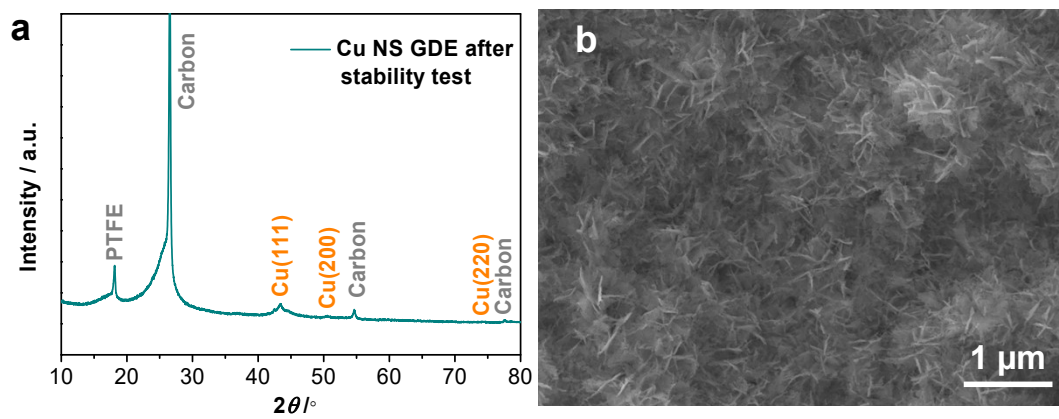 a
Cu NS GDE after
stability test
Intensity / a.u.
PTFE
Carbon
Cu(111)
Cu(200)
Carbon
Cu(220)
Carbon
10 20 30 40 50 60 70 80
2θ/°
b
1 µm